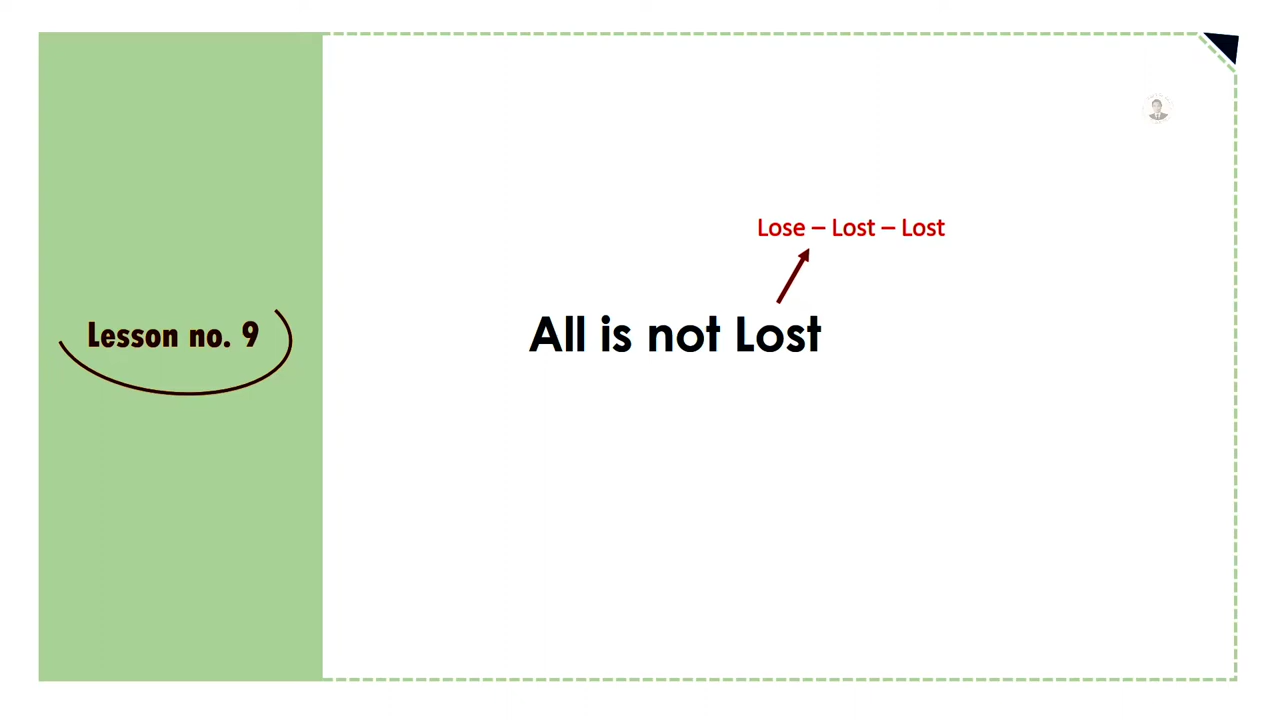 Lose – Lost – Lost
Lesson no. 9
All is not Lost